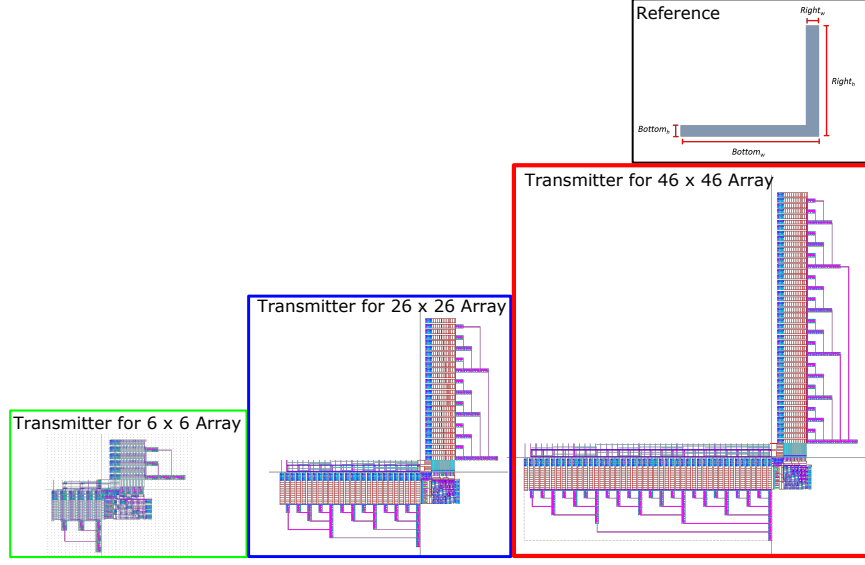 Reference
Right_w
Right_h
Bottom_h
Bottom_w
Transmitter for 46 x 46 Array
Transmitter for 26 x 26 Array
Transmitter for 6 x 6 Array